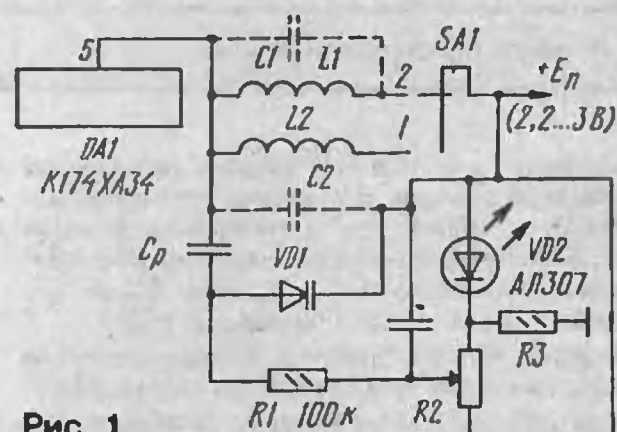 5
C1 L1
SA1
2
+Eп
(2,2...3 В)
1
L2
DA1
К174ХА34
C2
Cр
VD1
VD2
АЛ307
R3
R1 100к
R2
Рис. 1